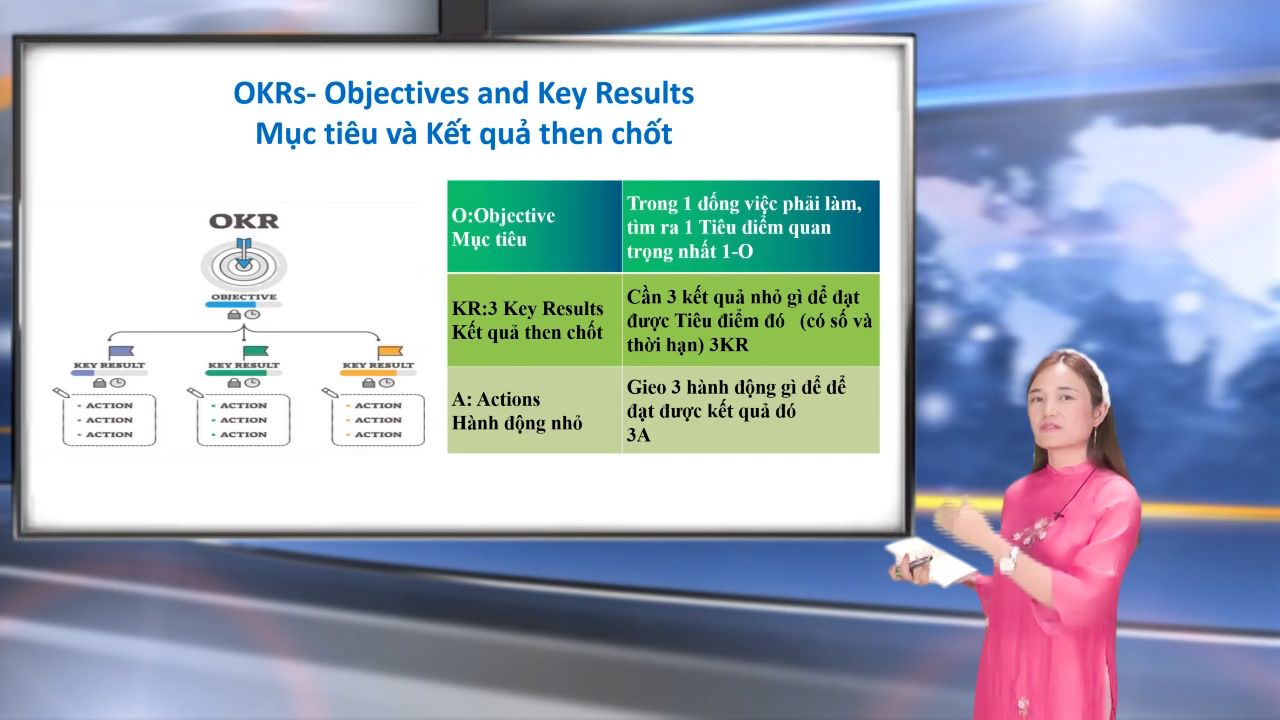 OKRs- Objectives and Key Results
Mục tiêu và Kết quả then chốt
OKR
OBJECTIVE
KEY RESULT
KEY RESULT
KEY RESULT
• ACTION
• ACTION
• ACTION
• ACTION
• ACTION
• ACTION
• ACTION
• ACTION
• ACTION
O:Objective
Mục tiêu
Trong 1 đống việc phải làm,
tìm ra 1 Tiêu điểm quan
trọng nhất 1-O
KR:3 Key Results
Kết quả then chốt
Cần 3 kết quả nhỏ gì để đạt
được Tiêu điểm đó (có số và
thời hạn) 3KR
A: Actions
Hành động nhỏ
Gieo 3 hành động gì để để
đạt được kết quả đó
3A